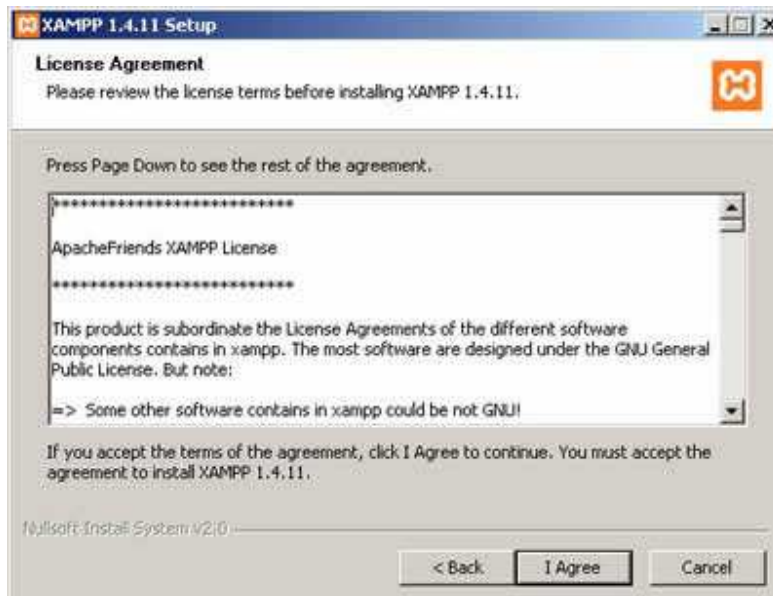 XAMPP 1.4.11 Setup
License Agreement
Please review the license terms before installing XAMPP 1.4.11.
Press Page Down to see the rest of the agreement.
***************************
ApacheFriends XAMPP License
***************************
This product is subordinate the License Agreements of the different software
components contains in xampp. The most software are designed under the GNU General
Public License. But note:
=> Some other software contains in xampp could be not GNU!
If you accept the terms of the agreement, click I Agree to continue. You must accept the
agreement to install XAMPP 1.4.11.
Nullsoft Install System v2.0
< Back I Agree Cancel